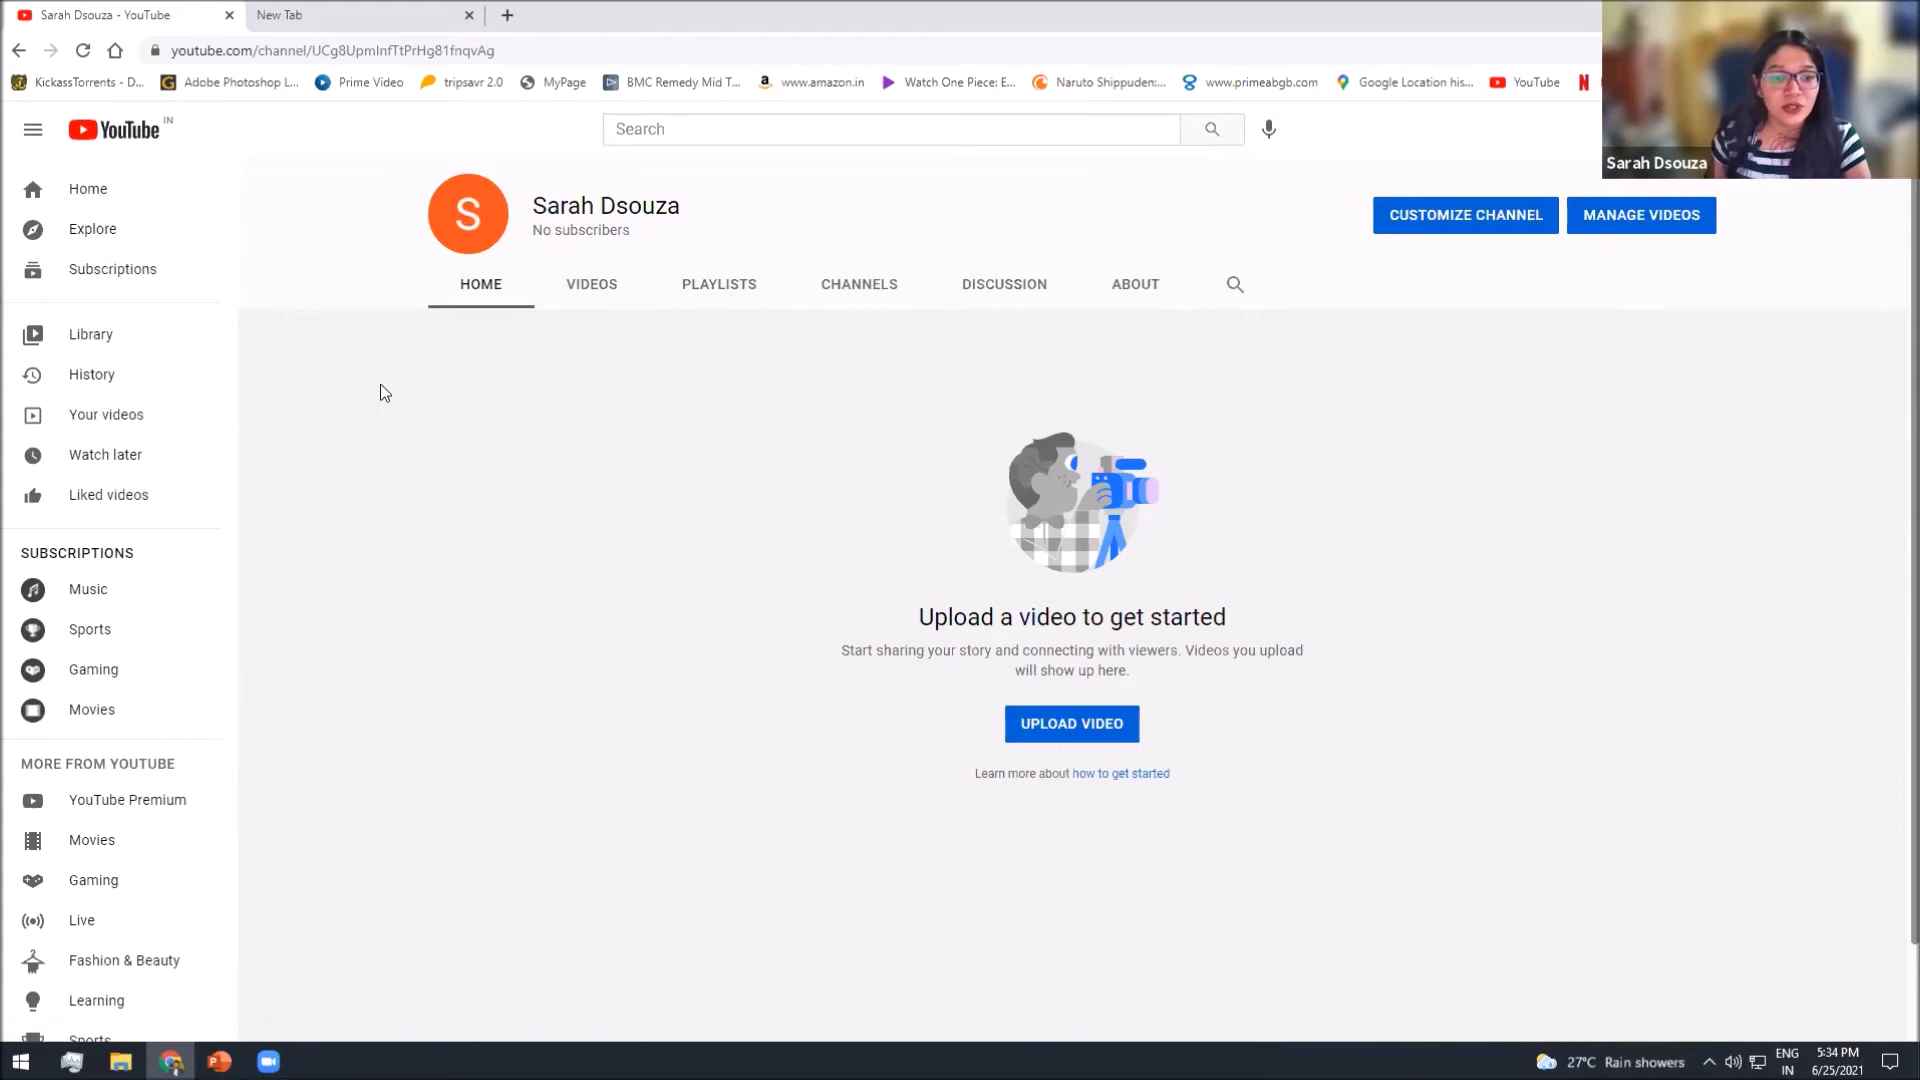 Sarah Dsouza - YouTube
New Tab
youtube.com/channel/UCg8UpmInfTtPrHg81fnqvAg
KickassTorrents - D...
Adobe Photoshop L...
Prime Video
tripsavr 2.0
MyPage
BMC Remedy Mid T...
www.amazon.in
Watch One Piece: E...
Naruto Shippuden:...
www.primeabgb.com
Google Location his...
YouTube
Sarah Dsouza
YouTube IN
Search
Home
Explore
Subscriptions
Library
History
Your videos
Watch later
Liked videos
SUBSCRIPTIONS
Music
Sports
Gaming
Movies
MORE FROM YOUTUBE
YouTube Premium
Movies
Gaming
Live
Fashion & Beauty
Learning
Sports
S
Sarah Dsouza
No subscribers
CUSTOMIZE CHANNEL
MANAGE VIDEOS
HOME
VIDEOS
PLAYLISTS
CHANNELS
DISCUSSION
ABOUT
Upload a video to get started
Start sharing your story and connecting with viewers. Videos you upload
will show up here.
UPLOAD VIDEO
Learn more about how to get started
27°C Rain showers
ENG
IN
5:34 PM
6/25/2021